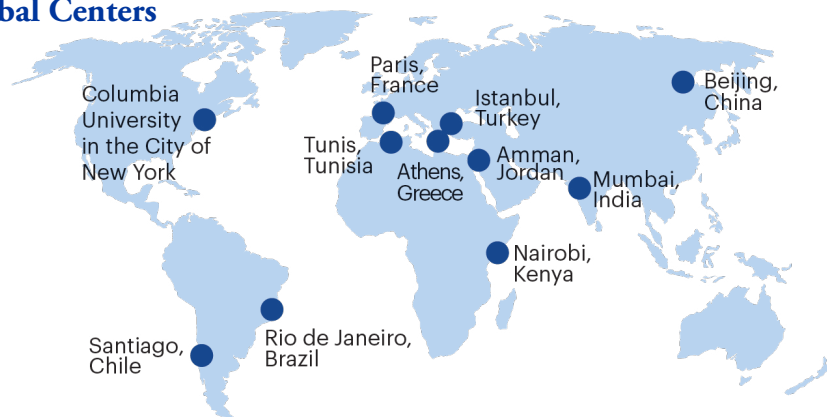 bal Centers
Columbia
University
in the City of
New York
Paris,
France
Istanbul,
Turkey
Beijing,
China
Tunis,
Tunisia
Athens,
Greece
Amman,
Jordan
Mumbai,
India
Nairobi,
Kenya
Santiago,
Chile
Rio de Janeiro,
Brazil